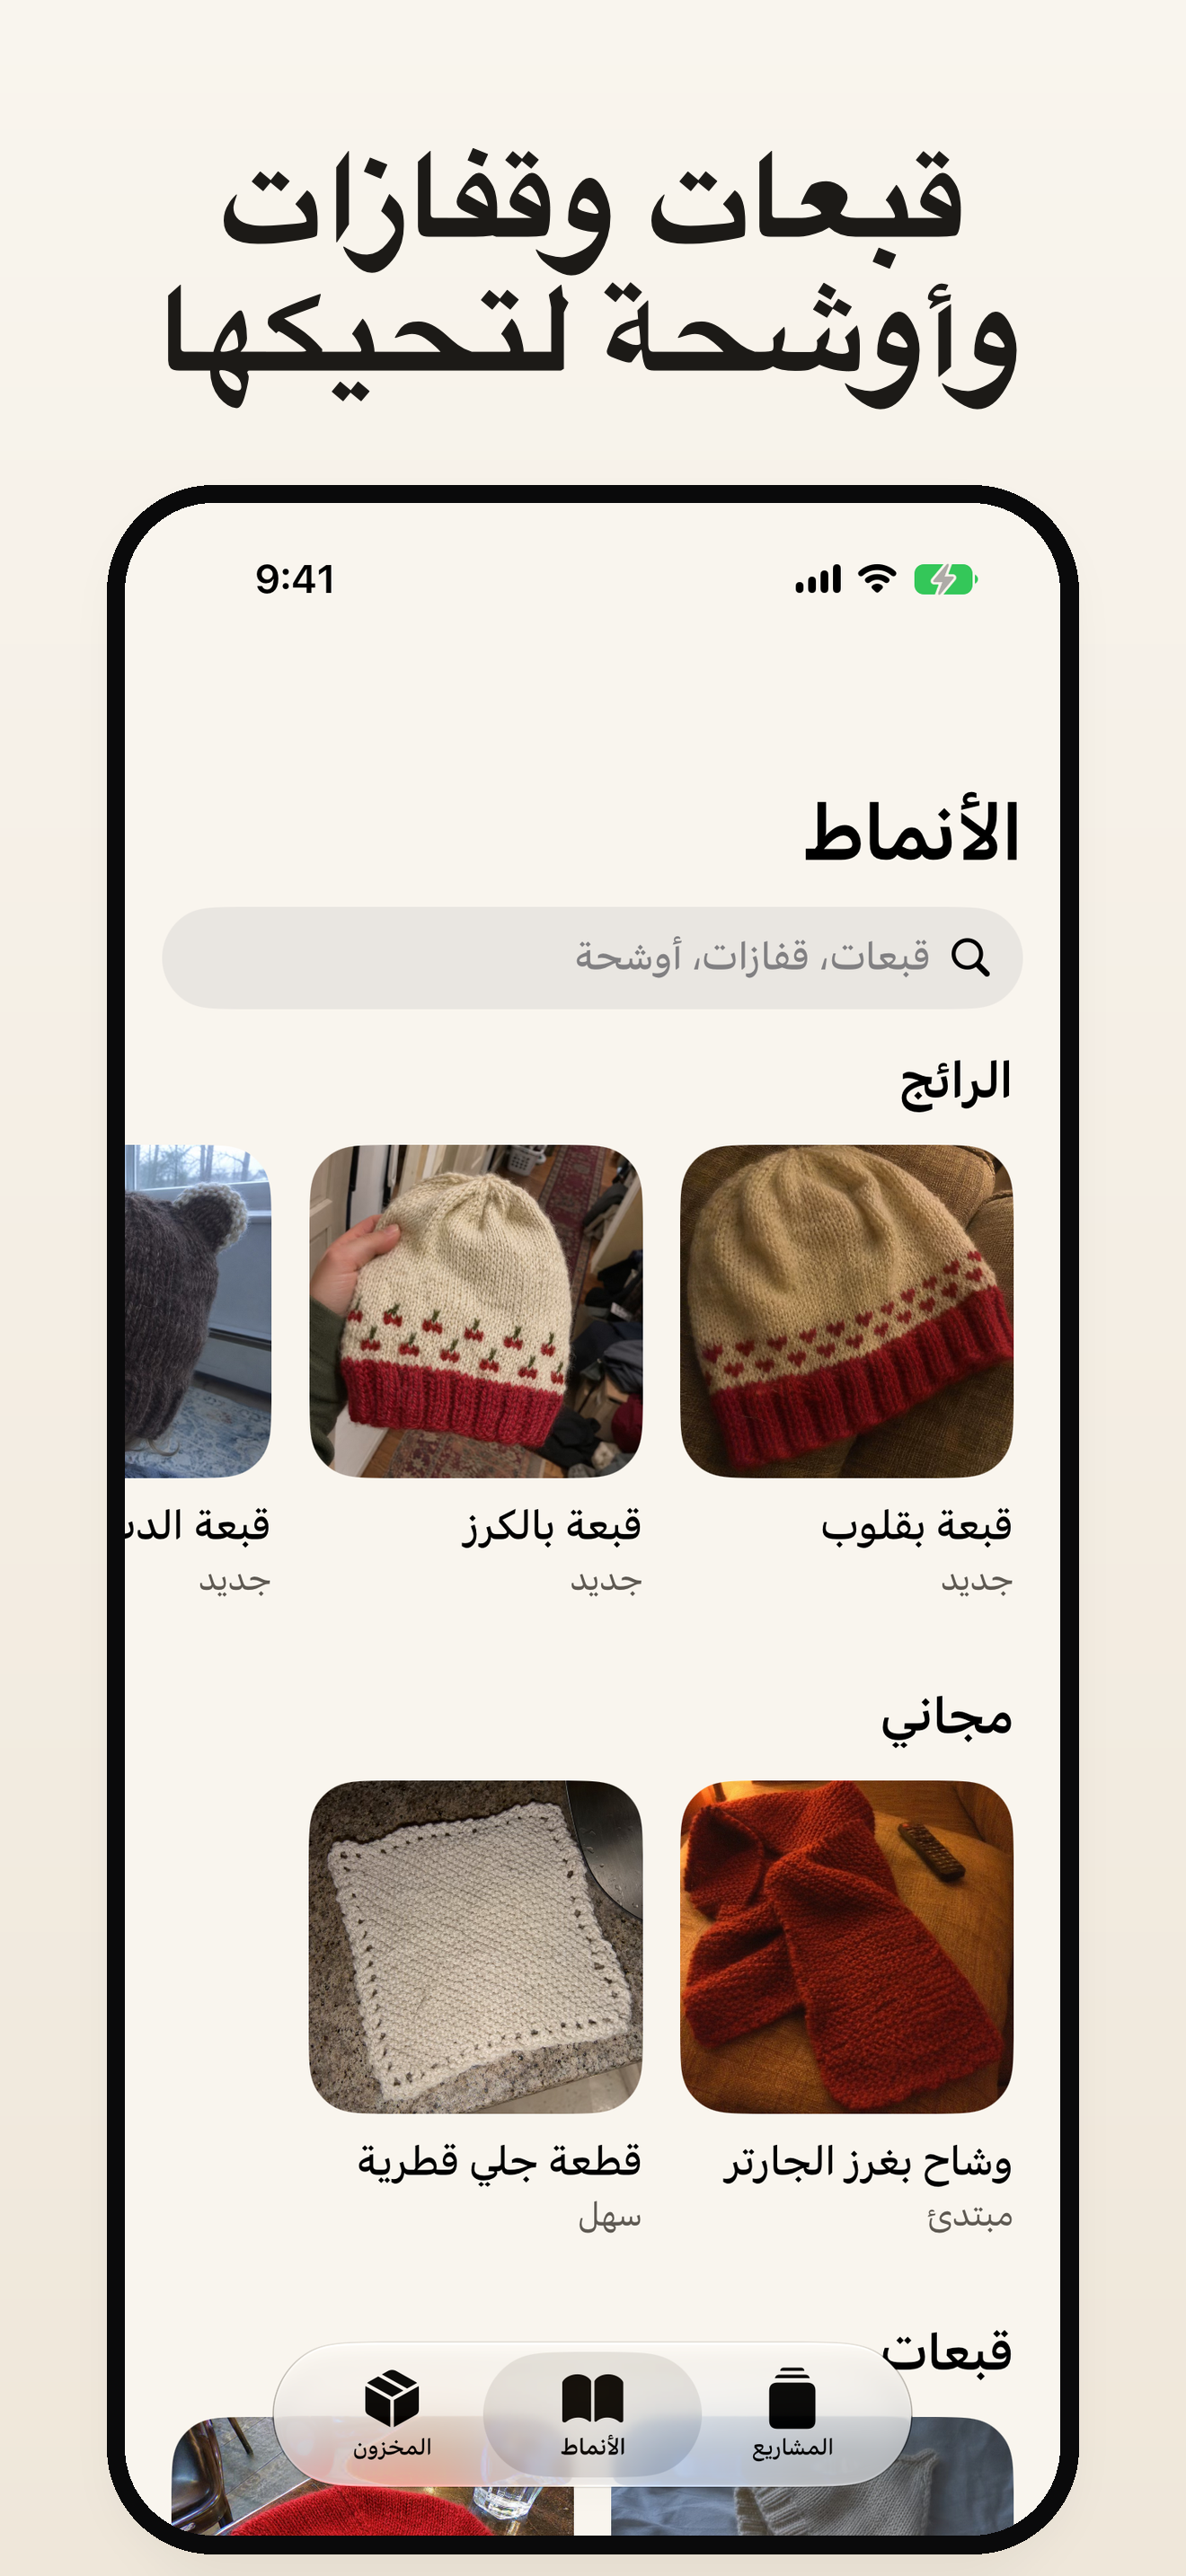 قبعات وقفازات
وأوشحة لتحيكها
9:41
الأنماط
قبعات، قفازات، أوشحة
الرائج
قبعة بقلوب
قبعة بالكرز
قبعة
جديد
جديد
جديد
مجاني
وشاح بغرز الجارتر
قطعة جلي قطرية
مبتدئ
سهل
قبعات
المشاريع
الأنماط
المخزون